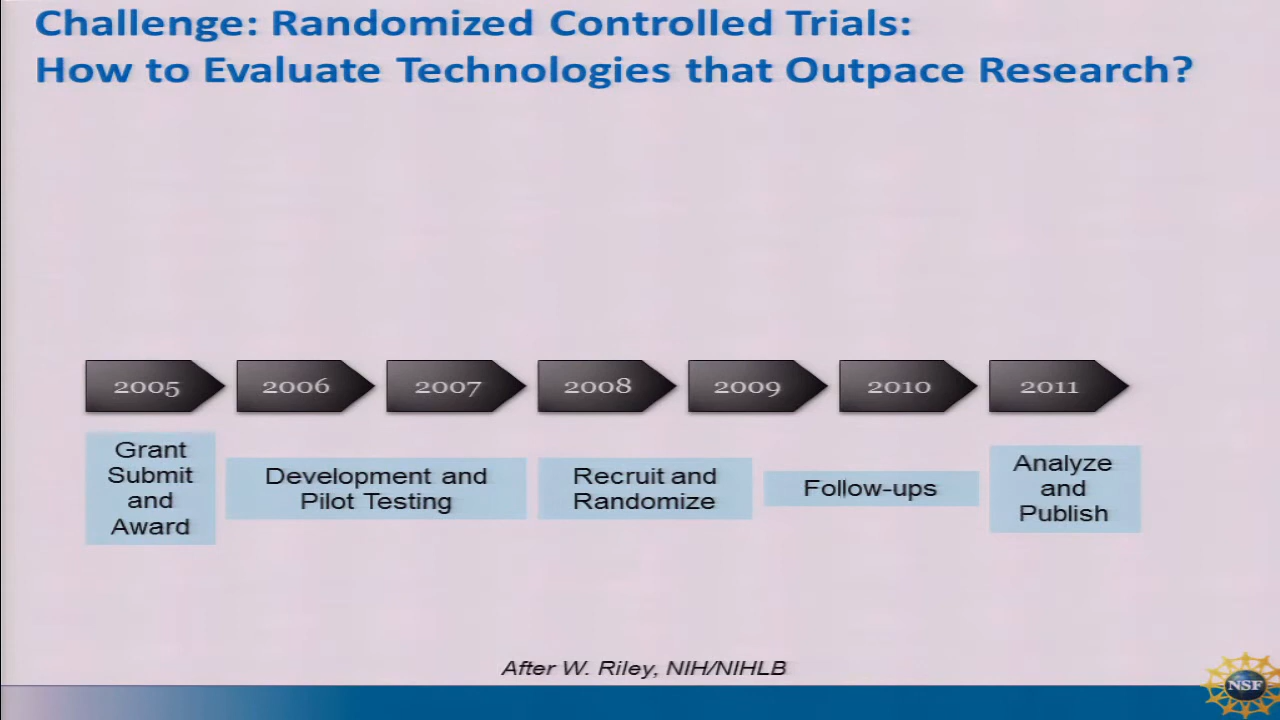 Challenge: Randomized Controlled Trials:
How to Evaluate Technologies that Outpace Research?
2005
2006
2007
2008
2009
2010
2011
Grant
Submit
and
Award
Development and
Pilot Testing
Recruit and
Randomize
Follow-ups
Analyze
and
Publish
After W. Riley, NIH/NIHLB
NSF